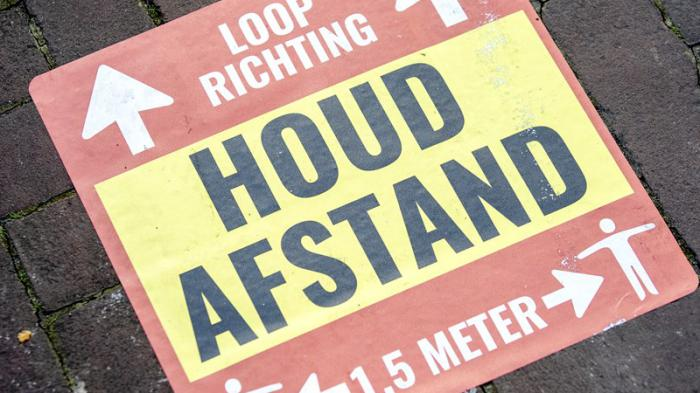 LOOP
RICHTING
HOUD
AFSTAND
1,5 METER